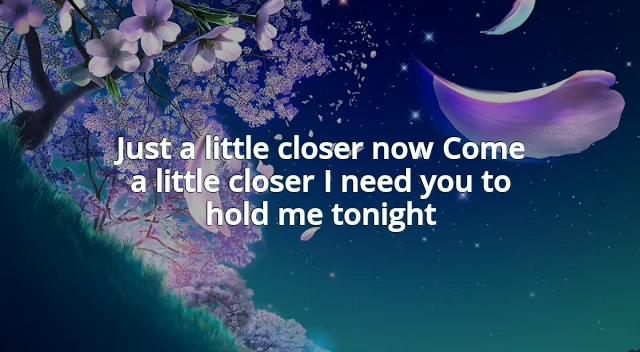 Just a little closer now Come
a little closer I need you to
hold me tonight